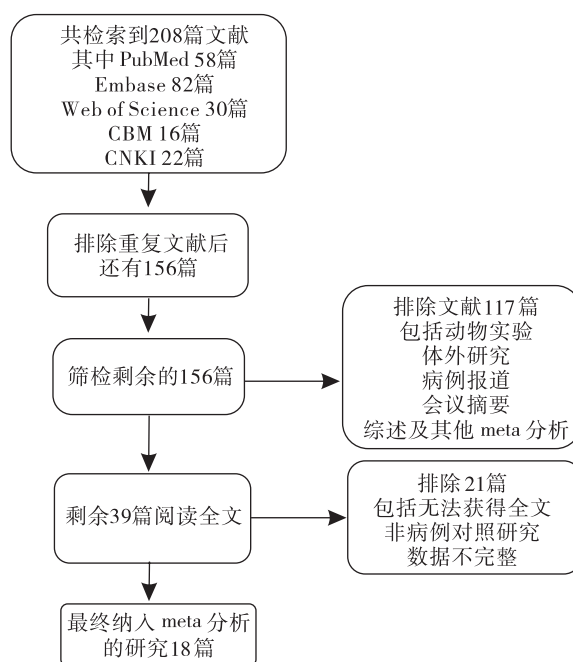 共检索到208篇文献
其中 PubMed 58篇
Embase 82篇
Web of Science 30篇
CBM 16篇
CNKI 22篇
排除重复文献后
还有156篇
筛检剩余的156篇
排除文献117篇
包括动物实验
体外研究
病例报道
会议摘要
综述及其他 meta 分析
剩余39篇阅读全文
排除21篇
包括无法获得全文
非病例对照研究
数据不完整
最终纳入 meta 分析
的研究18篇